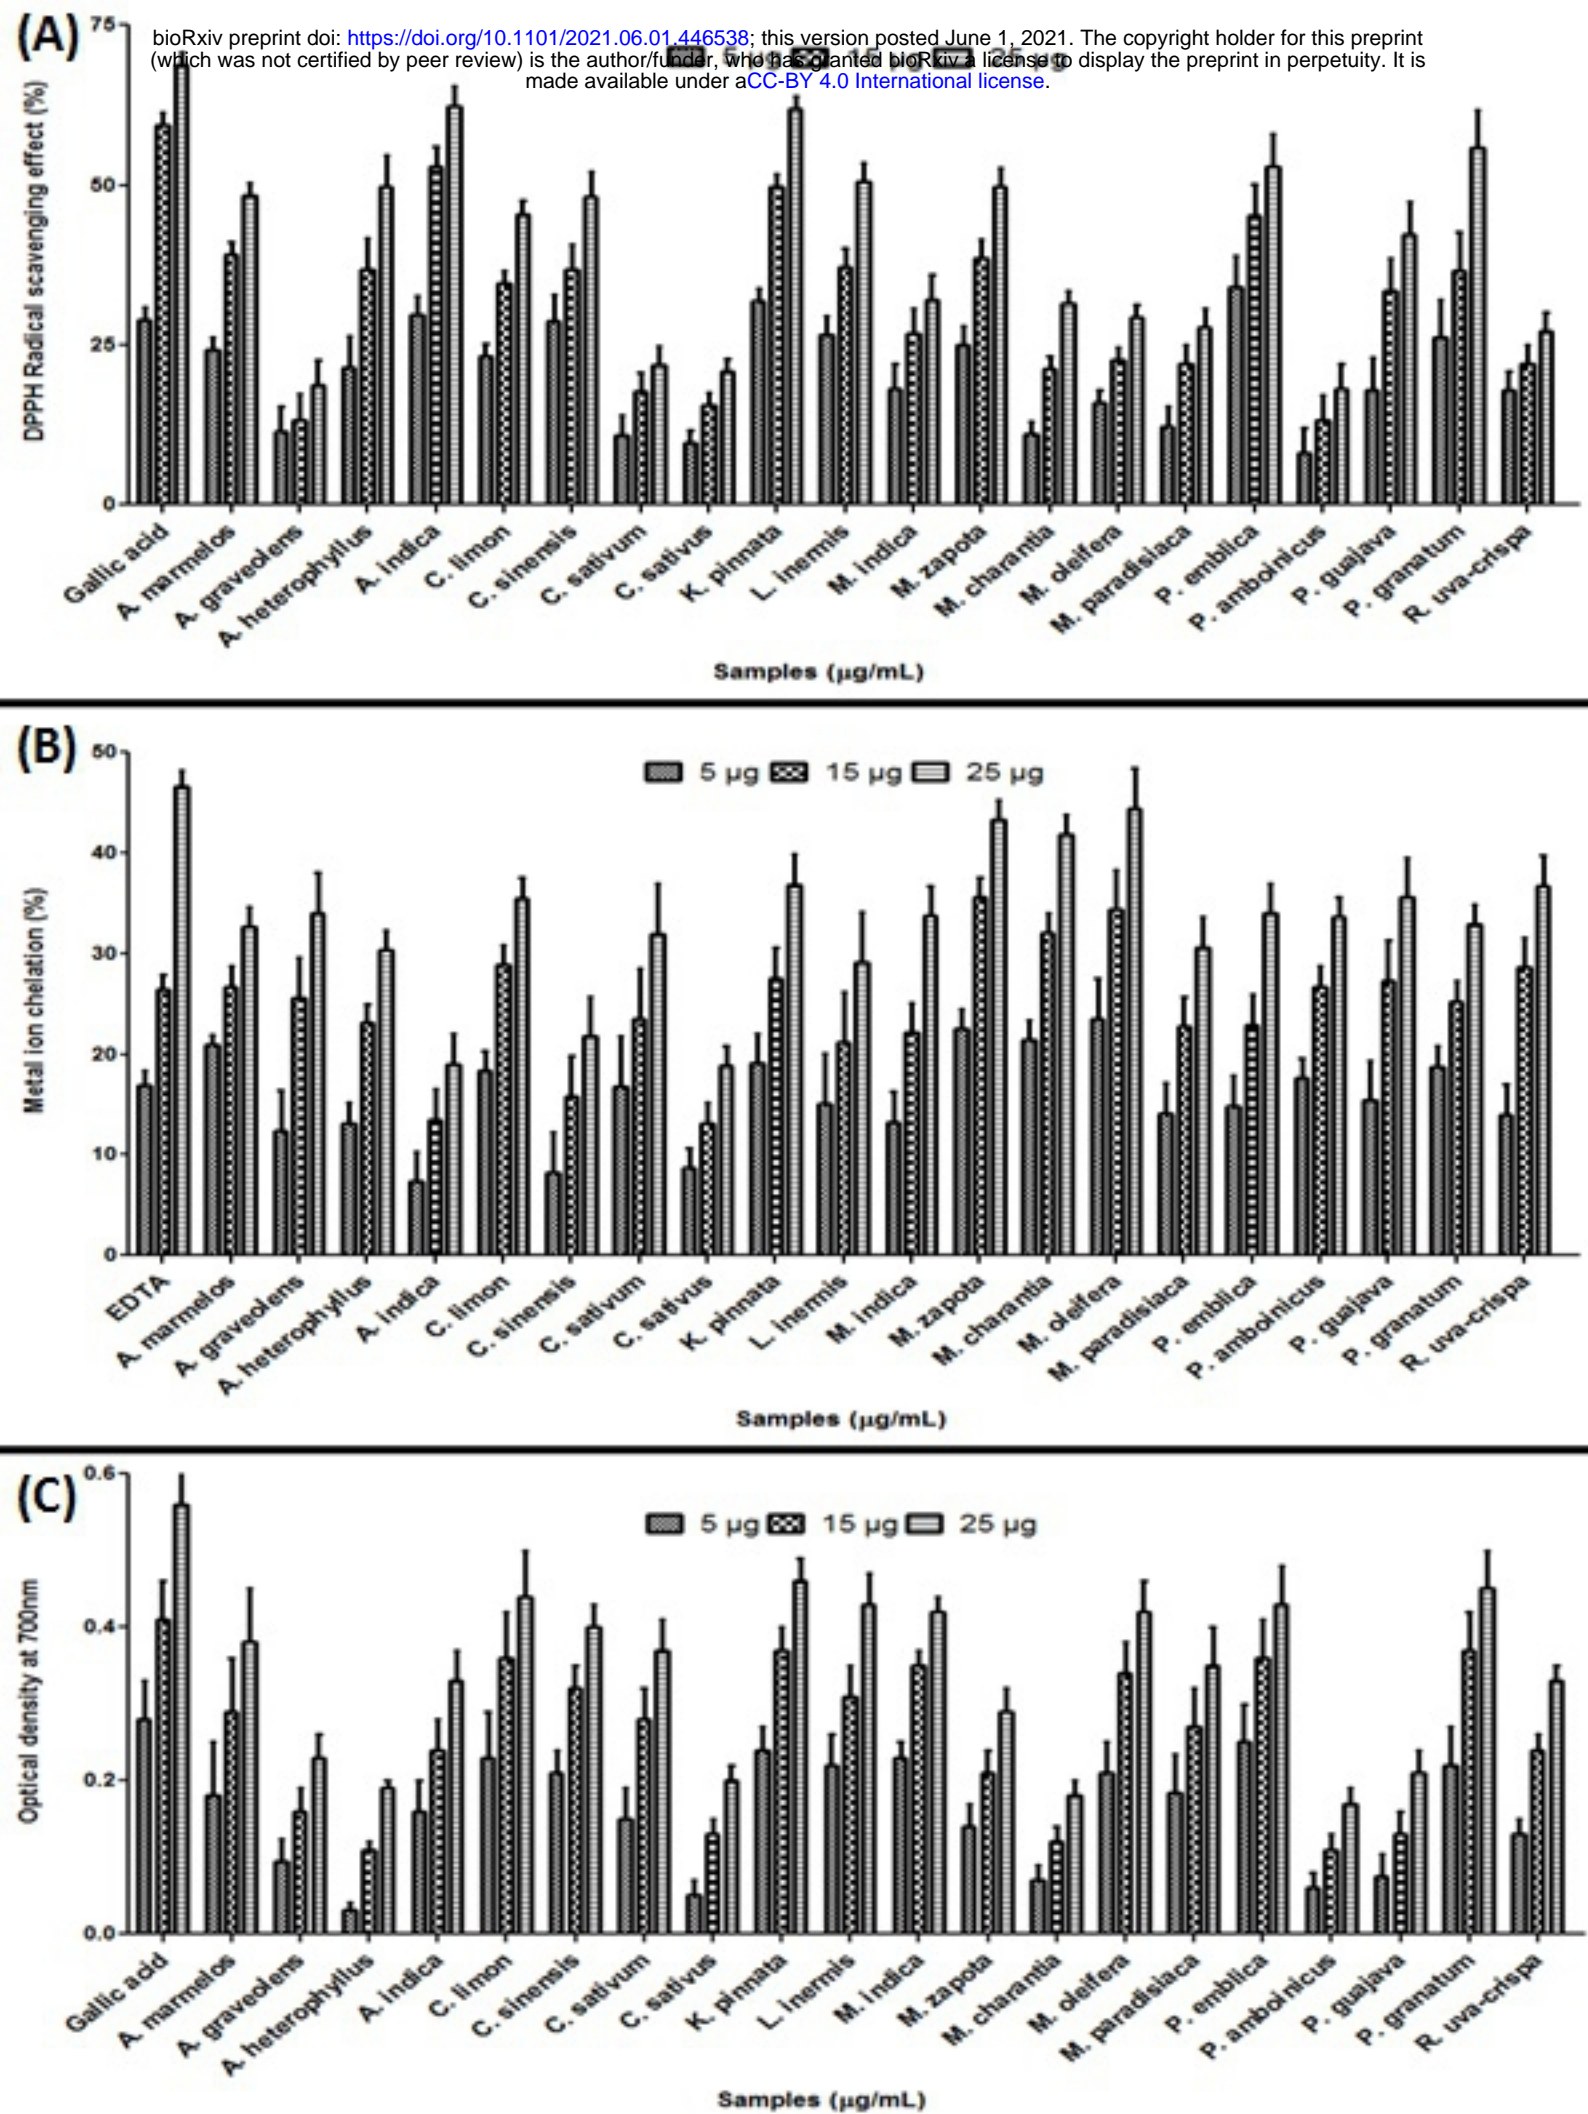 (A)
bioRxiv preprint doi: https://doi.org/10.1101/2021.06.01.446538; this version posted June 1, 2021. The copyright holder for this preprint
(which was not certified by peer review) is the author/funder, who has granted bioRxiv a license to display the preprint in perpetuity. It is
made available under aCC-BY 4.0 International license.
5 µg 15 µg 25 µg
DPPH Radical scavenging effect (%)
75
50
25
0
Gallic acid
A. marmelos
A. graveolens
A. heterophyllus
A. indica
C. limon
C. sinensis
C. sativum
C. sativus
K. pinnata
L. inermis
M. indica
M. zapota
M. charantia
M. oleifera
M. paradisiaca
P. emblica
P. amboinicus
P. guajava
P. granatum
R. uva-crispa
Samples (µg/mL)
(B)
5 µg 15 µg 25 µg
Metal ion chelation (%)
50
40
30
20
10
0
EDTA
A. marmelos
A. graveolens
A. heterophyllus
A. indica
C. limon
C. sinensis
C. sativum
C. sativus
K. pinnata
L. inermis
M. indica
M. zapota
M. charantia
M. oleifera
M. paradisiaca
P. emblica
P. amboinicus
P. guajava
P. granatum
R. uva-crispa
Samples (µg/mL)
(C)
5 µg 15 µg 25 µg
Optical density at 700nm
0.6
0.4
0.2
0.0
Gallic acid
A. marmelos
A. graveolens
A. heterophyllus
A. indica
C. limon
C. sinensis
C. sativum
C. sativus
K. pinnata
L. inermis
M. indica
M. zapota
M. charantia
M. oleifera
M. paradisiaca
P. emblica
P. amboinicus
P. guajava
P. granatum
R. uva-crispa
Samples (µg/mL)